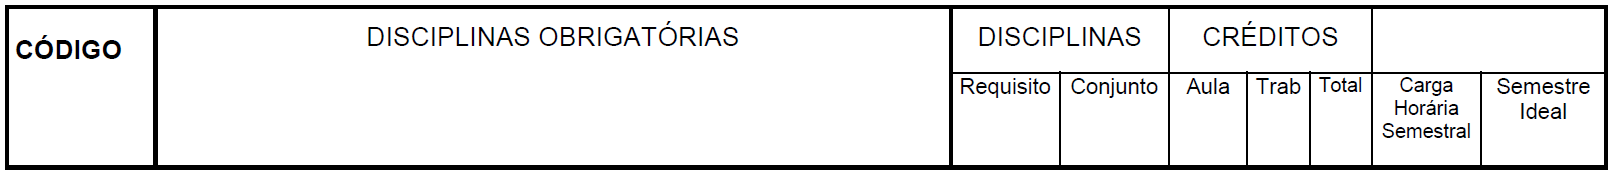 CÓDIGO
DISCIPLINAS OBRIGATÓRIAS
DISCIPLINAS
CRÉDITOS
Requisito
Conjunto
Aula
Trab
Total
Carga
Horária
Semestral
Semestre
Ideal